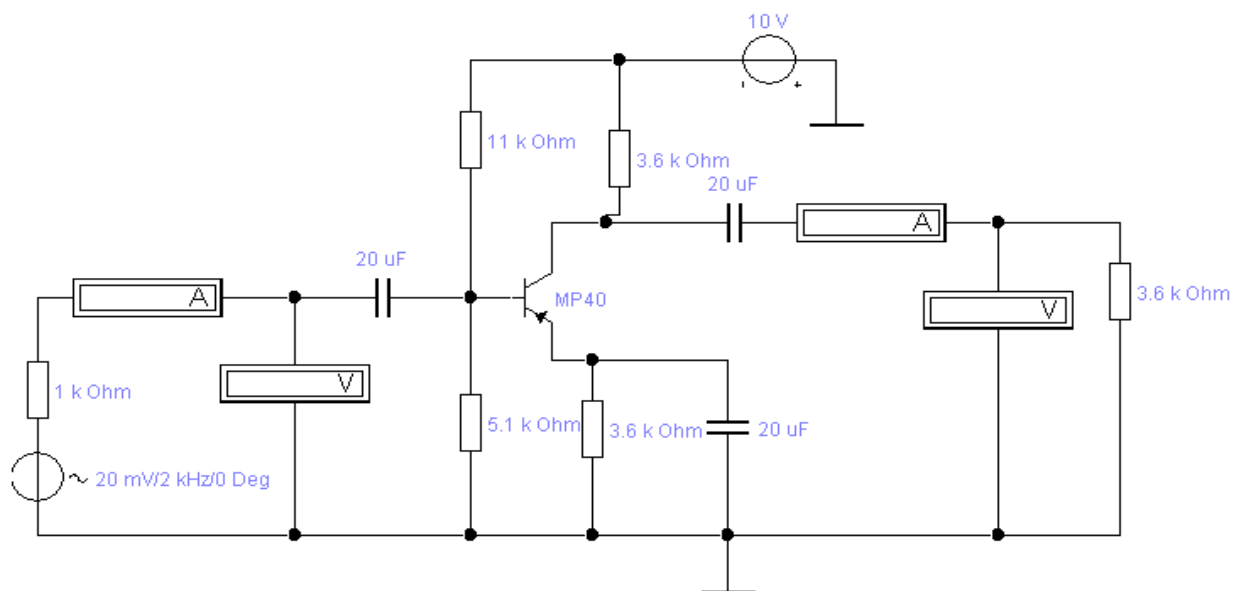 10 V
- +
11 k Ohm
3.6 k Ohm
20 uF
A
20 uF
A
MP40
V
3.6 k Ohm
V
1 k Ohm
5.1 k Ohm
3.6 k Ohm
20 uF
~ 20 mV/2 kHz/0 Deg